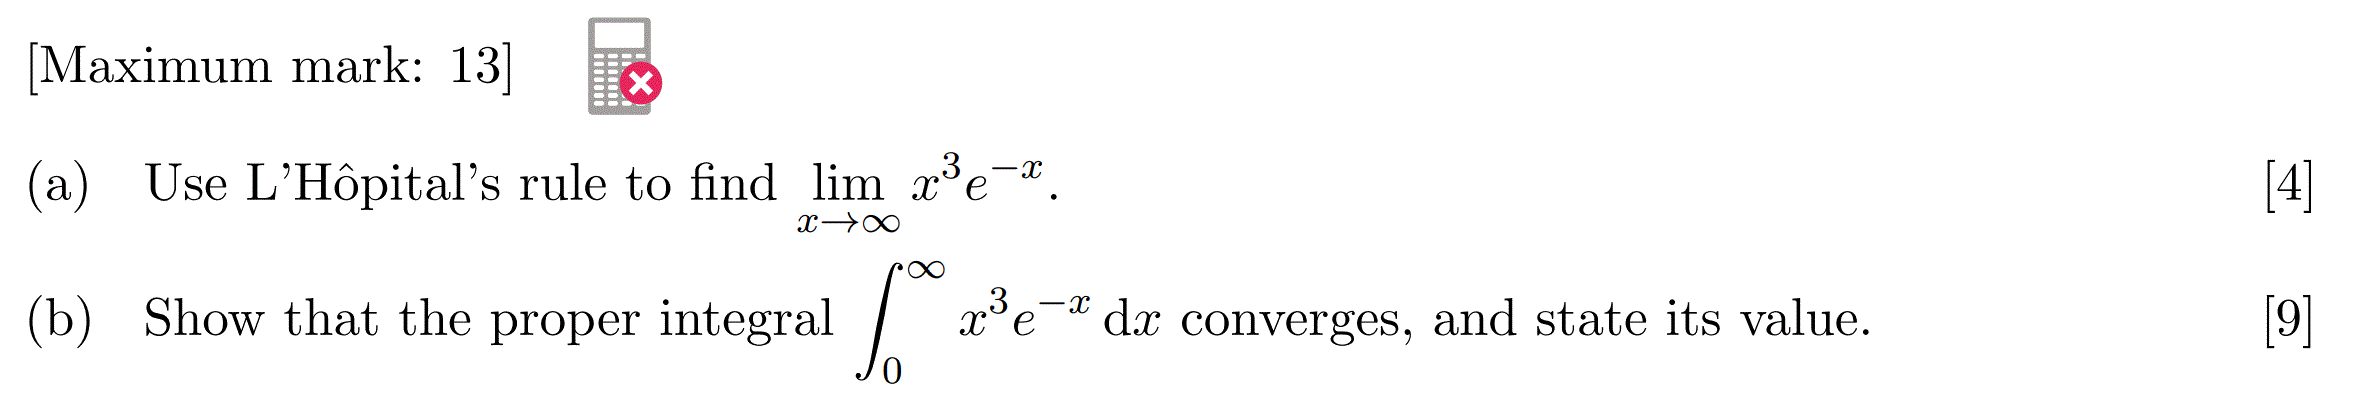 [Maximum mark: 13]
(a) Use L'Hôpital's rule to find lim x→∞ x³e⁻ˣ. [4]
(b) Show that the proper integral ∫₀^∞ x³e⁻ˣ dx converges, and state its value. [9]